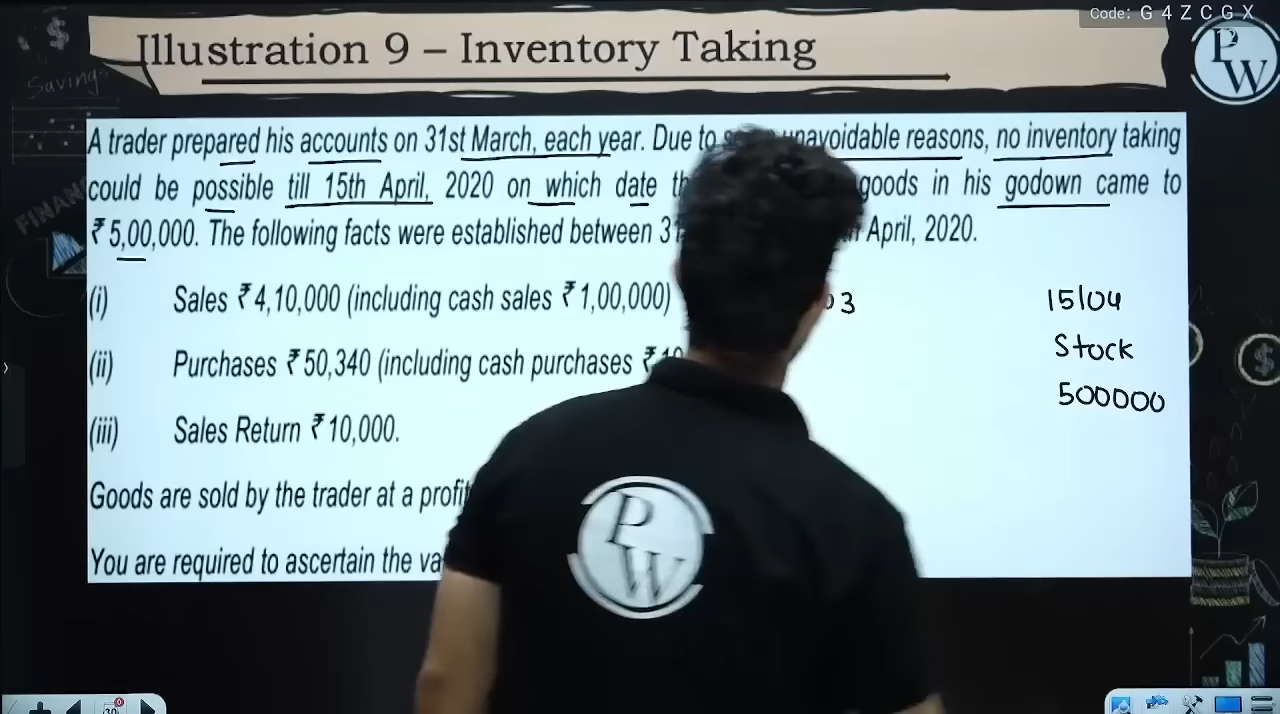 Code: G 4 Z C G X
Illustration 9 – Inventory Taking
PW
Savings
A trader prepared his accounts on 31st March, each year. Due to unavoidable reasons, no inventory taking
could be possible till 15th April, 2020 on which date goods in his godown came to
₹ 5,00,000. The following facts were established between April, 2020.
(i) Sales ₹ 4,10,000 (including cash sales ₹ 1,00,000)
3
15/04
Stock
500000
(ii) Purchases ₹ 50,340 (including cash purchases ₹
(iii) Sales Return ₹ 10,000.
Goods are sold by the trader at a profit
You are required to ascertain the
PW